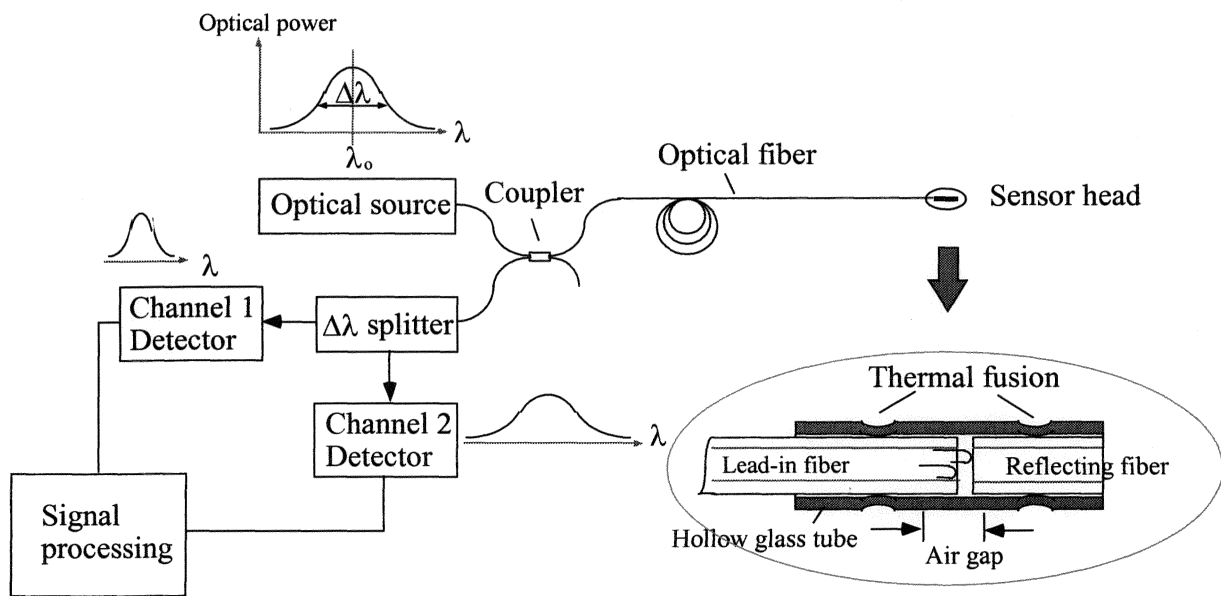 Optical power
Δλ
λ
λo
Optical source
Coupler
Optical fiber
Sensor head
λ
Channel 1
Detector
Δλ splitter
Channel 2
Detector
λ
Signal
processing
Thermal fusion
Lead-in fiber
Reflecting fiber
Hollow glass tube
Air gap